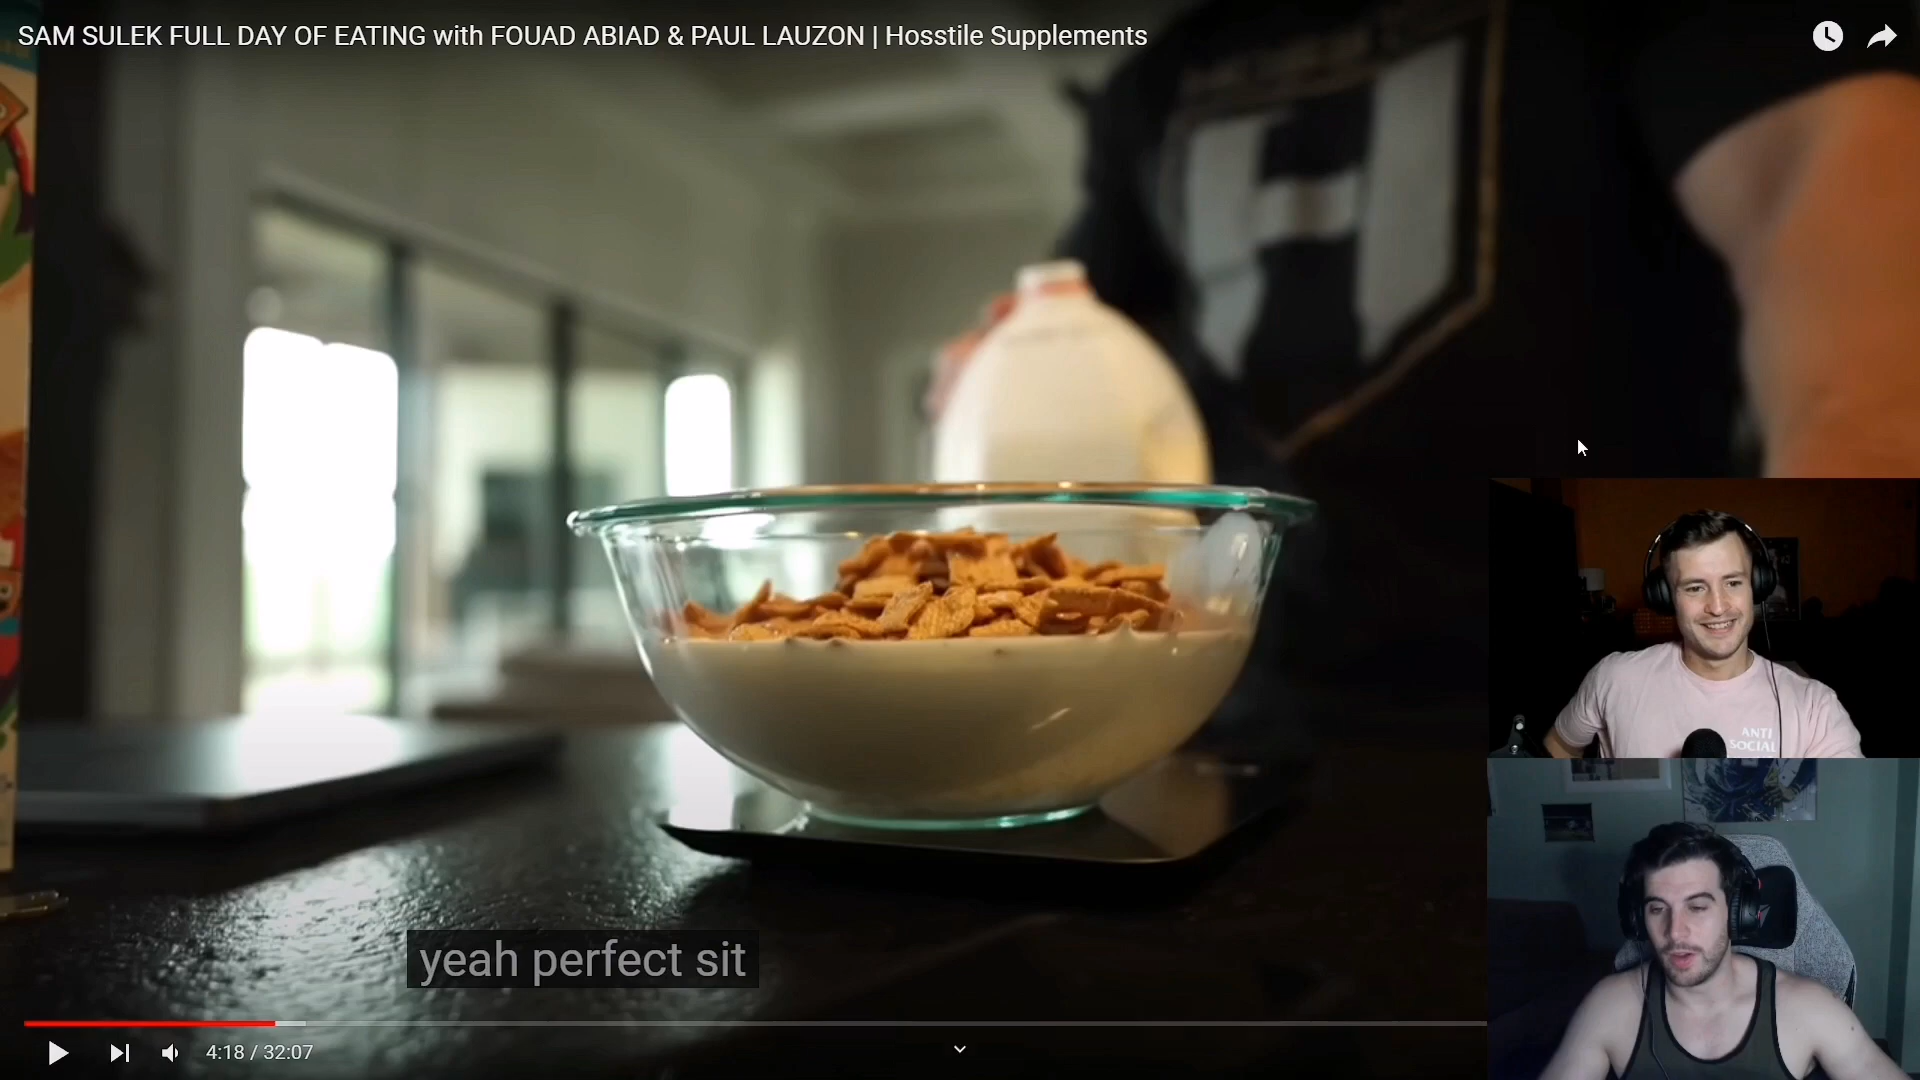 SAM SULEK FULL DAY OF EATING with FOUAD ABIAD & PAUL LAUZON | Hosstile Supplements
ANTI
SOCIAL
yeah perfect sit
4:18 / 32:07